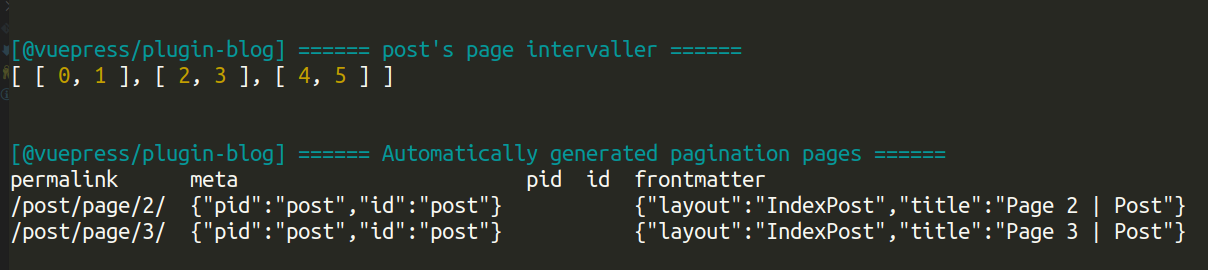 [@vuepress/plugin-blog] ====== post's page intervaller ======
[ [ 0, 1 ], [ 2, 3 ], [ 4, 5 ] ]
[@vuepress/plugin-blog] ====== Automatically generated pagination pages ======
permalink meta pid id frontmatter
/post/page/2/ {"pid":"post","id":"post"} {"layout":"IndexPost","title":"Page 2 | Post"}
/post/page/3/ {"pid":"post","id":"post"} {"layout":"IndexPost","title":"Page 3 | Post"}